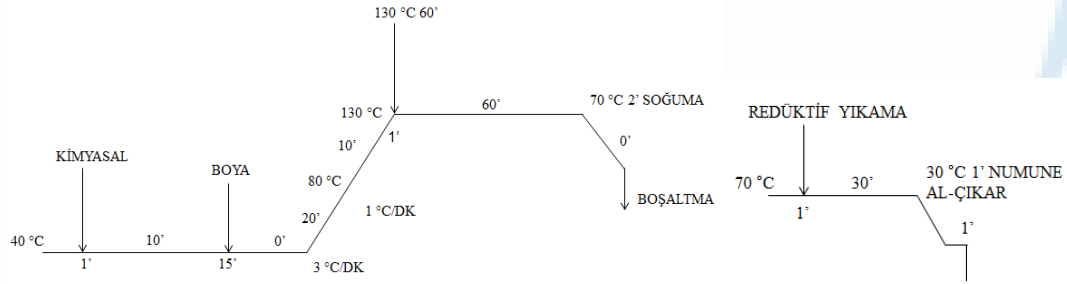 130 °C 60’
130 °C
60’
70 °C 2’ SOĞUMA
1’
10’
0’
KİMYASAL
BOYA
80 °C
BOŞALTMA
20’
1 °C/DK
40 °C
10’
0’
1’
15’
3 °C/DK
REDÜKTİF YIKAMA
70 °C
30’
30 °C 1’ NUMUNE
AL-ÇIKAR
1’
1’